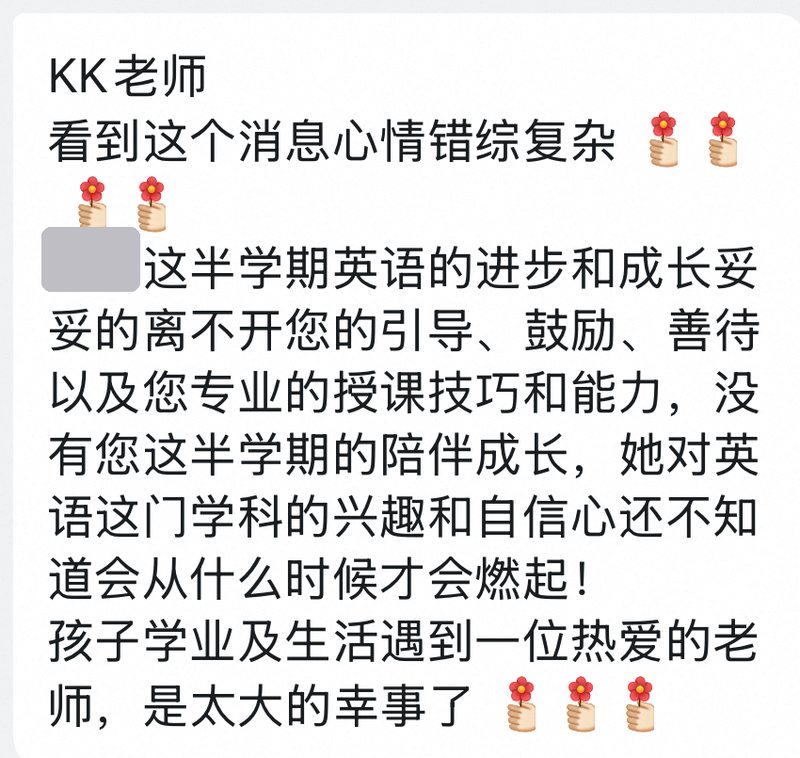 KK老师
看到这个消息心情错综复杂
这半学期英语的进步和成长妥
妥的离不开您的引导、鼓励、善待
以及您专业的授课技巧和能力，没
有您这半学期的陪伴成长，她对英
语这门学科的兴趣和自信心还不知
道会从什么时候才会燃起！
孩子学业及生活遇到一位热爱的老
师，是太大的幸事了